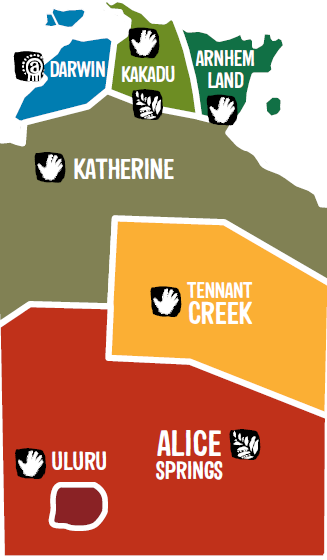 DARWIN
KAKADU
ARNHEM
LAND
KATHERINE
TENNANT
CREEK
ALICE
SPRINGS
ULURU